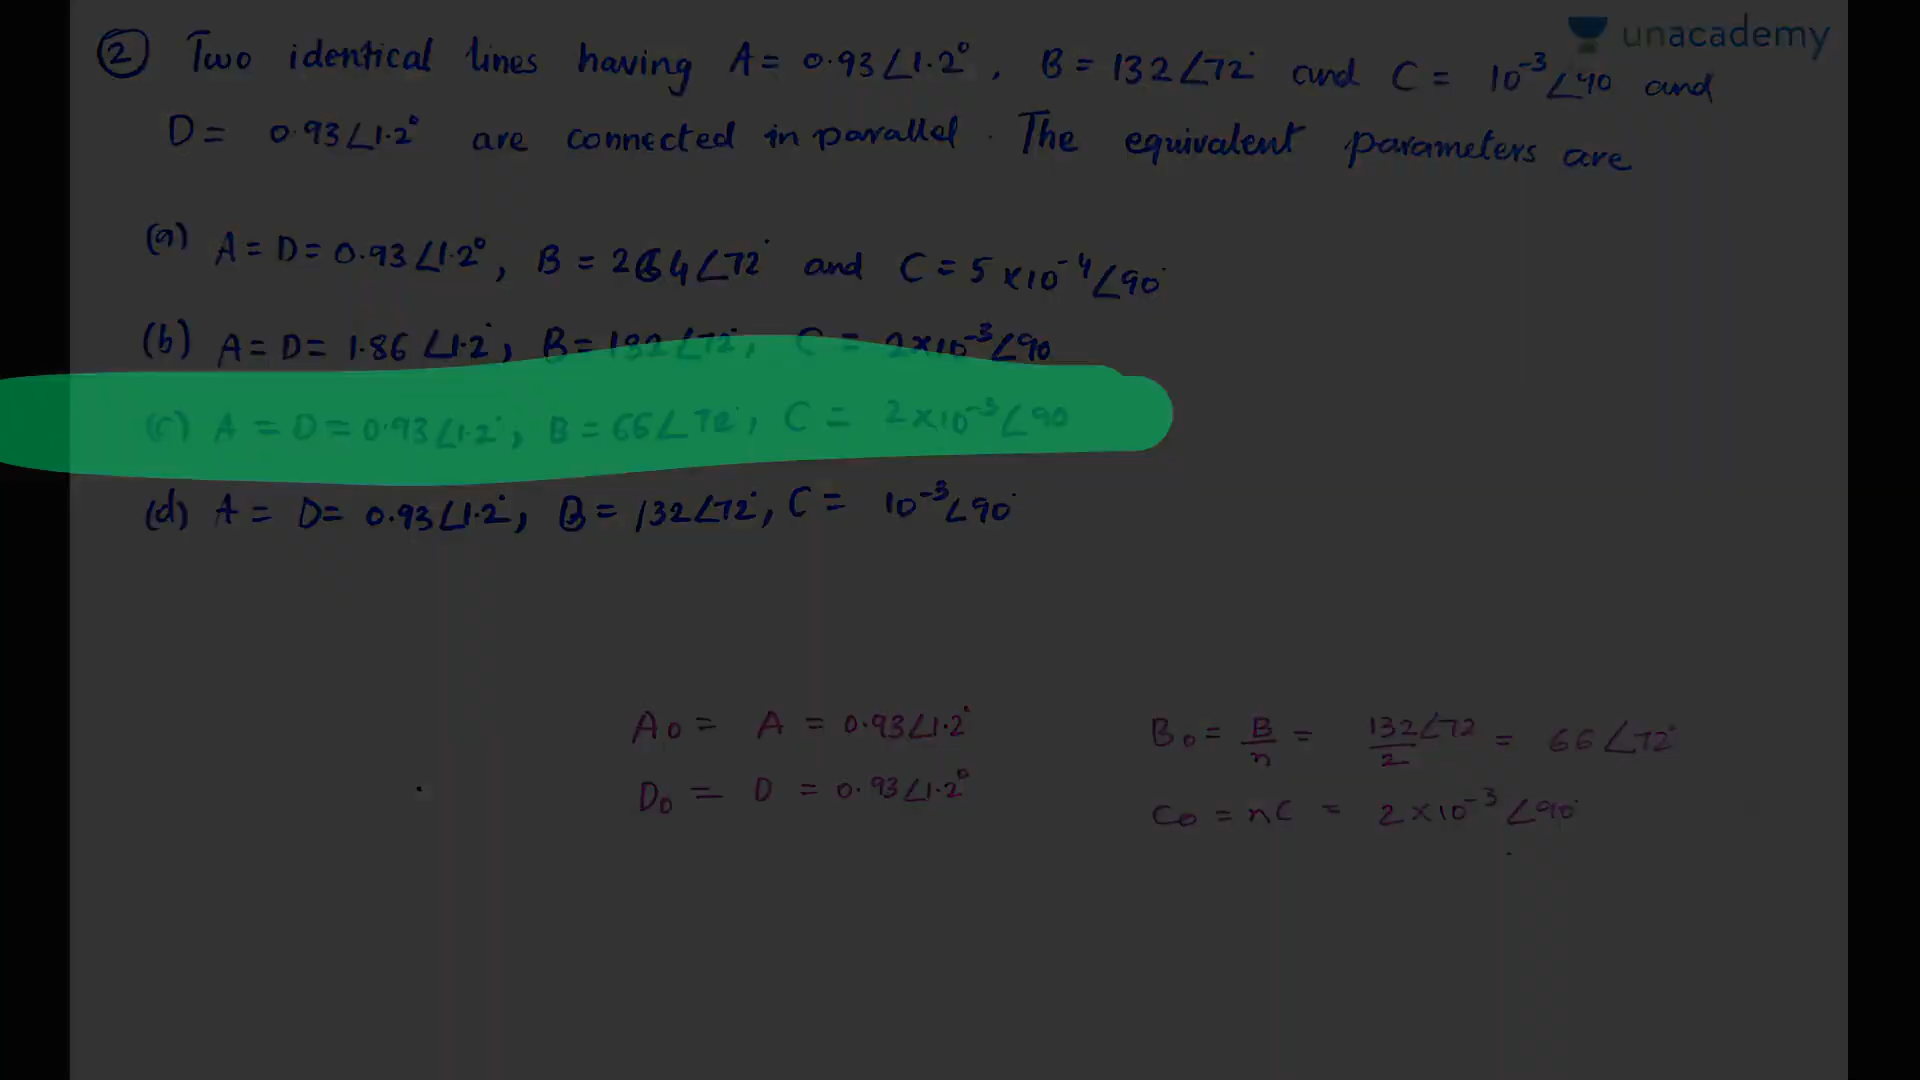 unacademy
② Two identical lines having A = 0.93∠1.2°, B = 132∠72° and C = 10⁻³∠90 and
D = 0.93∠1.2° are connected in parallel. The equivalent parameters are
(a) A = D = 0.93∠1.2°, B = 264∠72° and C = 5×10⁻⁴∠90°
(b) A = D = 1.86∠1.2°, B = 132∠72°, C = 2×10⁻³∠90
(c) A = D = 0.93∠1.2°, B = 66∠72°, C = 2×10⁻³∠90
(d) A = D = 0.93∠1.2°, B = 132∠72°, C = 10⁻³∠90°
A₀ = A = 0.93∠1.2°
D₀ = D = 0.93∠1.2°
B₀ = B/n = 132∠72/2 = 66∠72°
C₀ = nC = 2×10⁻³∠90°